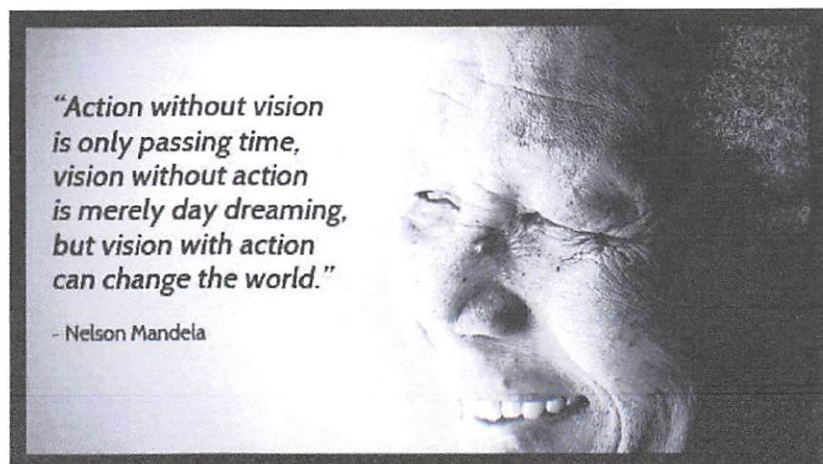 “Action without vision
is only passing time,
vision without action
is merely day dreaming,
but vision with action
can change the world.”
- Nelson Mandela